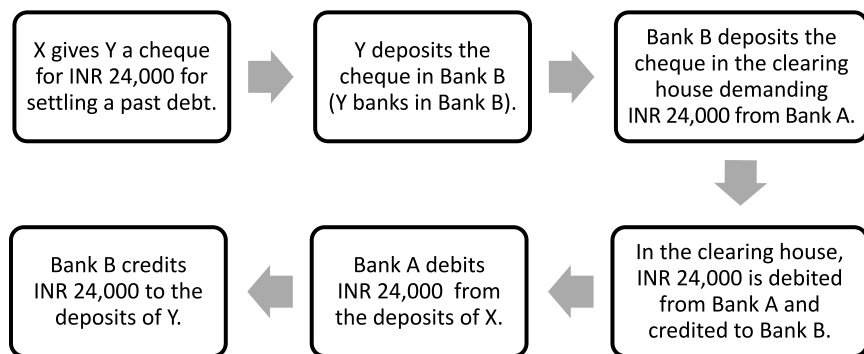 X gives Y a cheque
for INR 24,000 for
settling a past debt.
Y deposits the
cheque in Bank B
(Y banks in Bank B).
Bank B deposits the
cheque in the clearing
house demanding
INR 24,000 from Bank A.
In the clearing house,
INR 24,000 is debited
from Bank A and
credited to Bank B.
Bank A debits
INR 24,000 from
the deposits of X.
Bank B credits
INR 24,000 to the
deposits of Y.